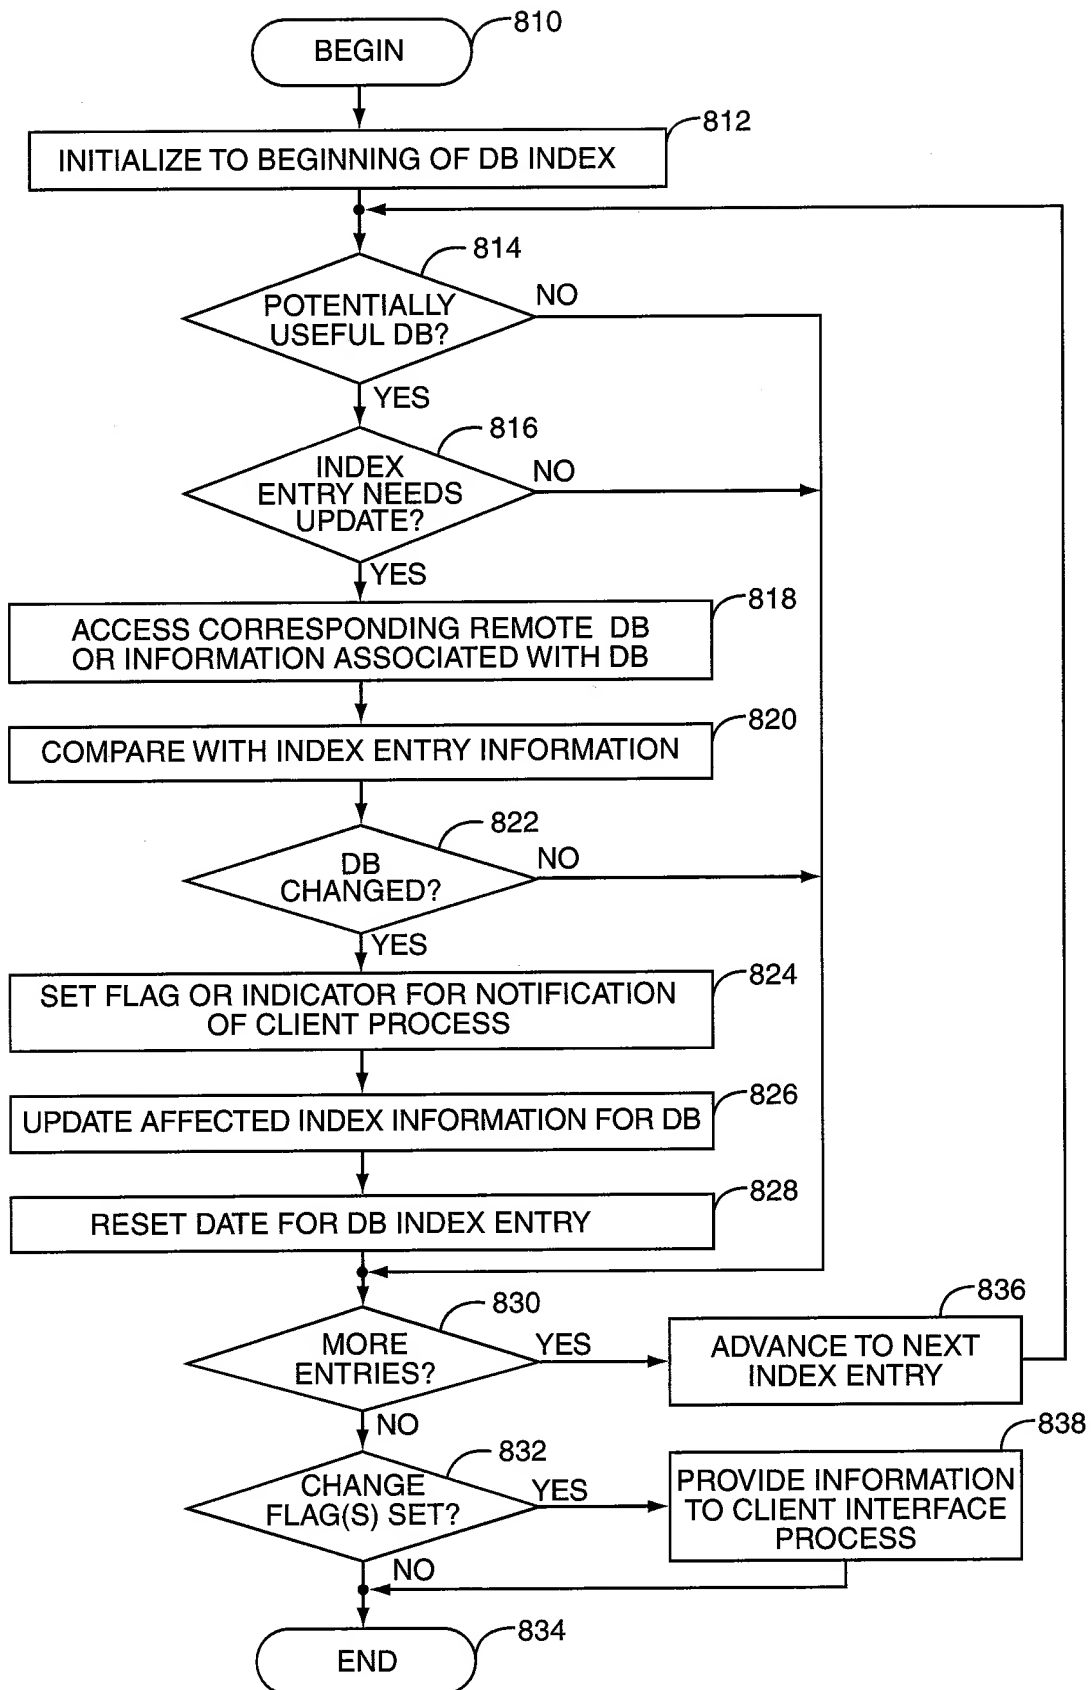 810
BEGIN
812
INITIALIZE TO BEGINNING OF DB INDEX
814
POTENTIALLY
USEFUL DB?
NO
YES
816
INDEX
ENTRY NEEDS
UPDATE?
NO
YES
818
ACCESS CORRESPONDING REMOTE DB
OR INFORMATION ASSOCIATED WITH DB
820
COMPARE WITH INDEX ENTRY INFORMATION
822
DB
CHANGED?
NO
YES
824
SET FLAG OR INDICATOR FOR NOTIFICATION
OF CLIENT PROCESS
826
UPDATE AFFECTED INDEX INFORMATION FOR DB
828
RESET DATE FOR DB INDEX ENTRY
830
MORE
ENTRIES?
YES
836
ADVANCE TO NEXT
INDEX ENTRY
NO
832
CHANGE
FLAG(S) SET?
YES
838
PROVIDE INFORMATION
TO CLIENT INTERFACE
PROCESS
NO
834
END